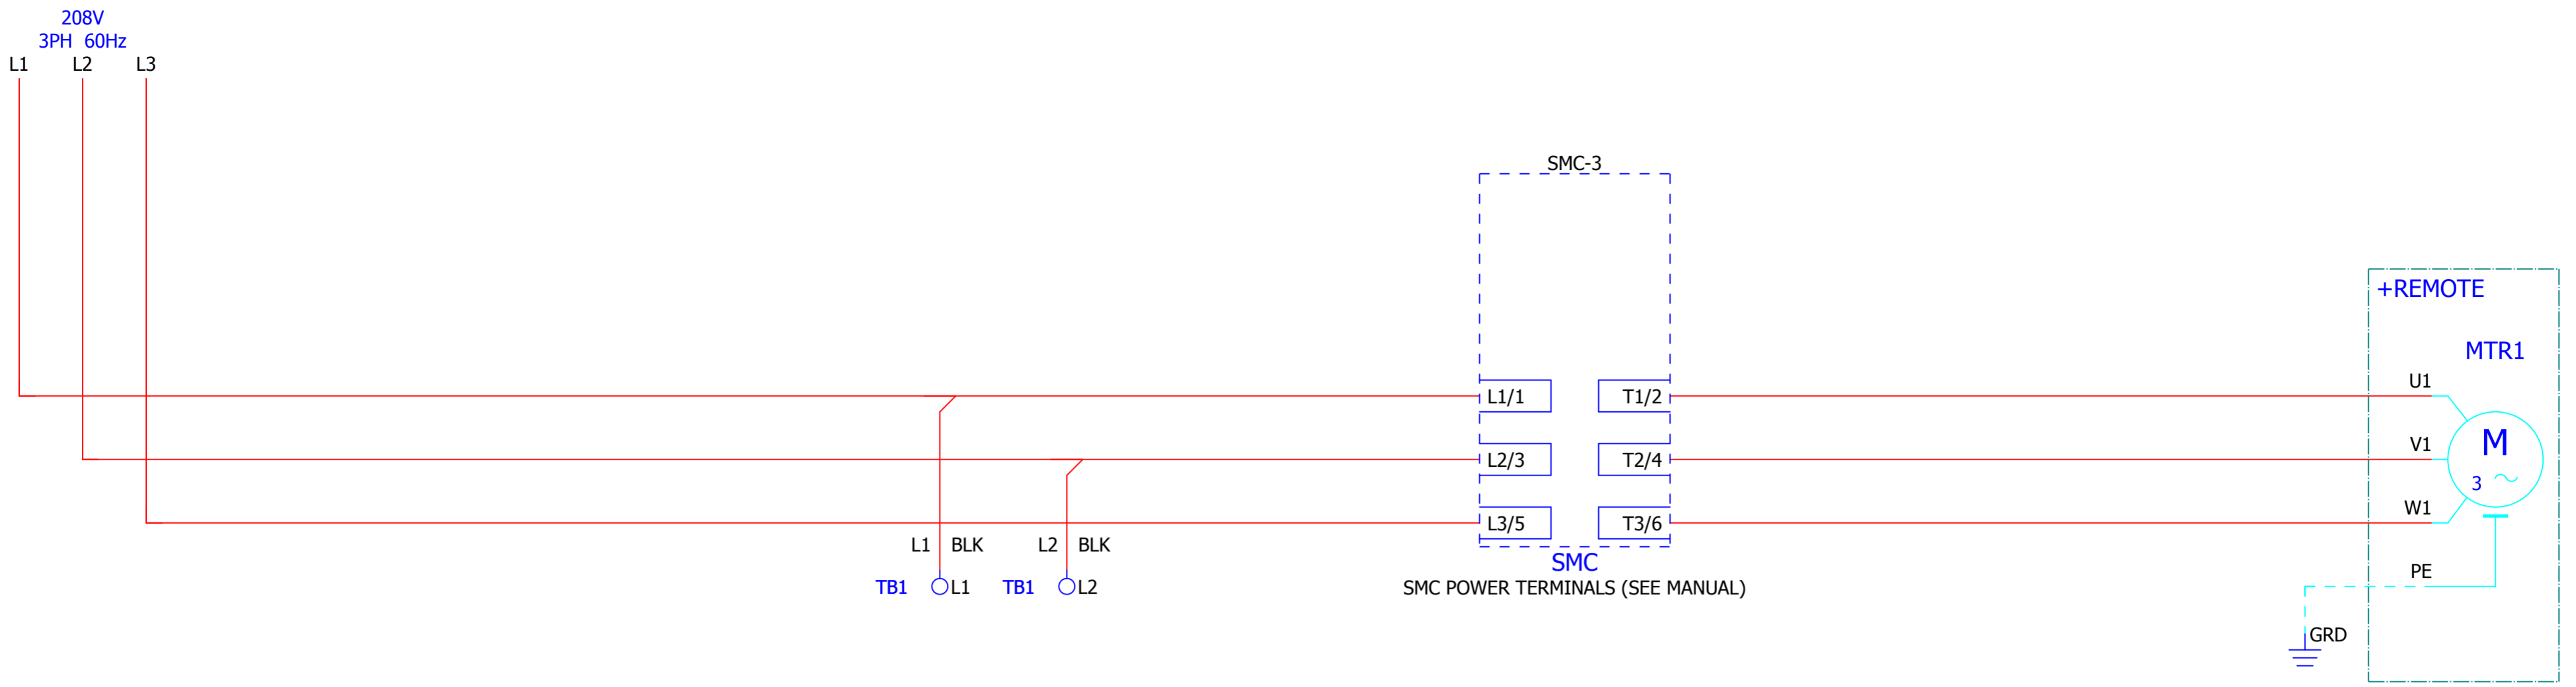 208V
3PH 60Hz
L1 L2 L3
SMC-3
+REMOTE
MTR1
U1
L1/1 T1/2
V1
M
L2/3 T2/4
3
W1
L3/5 T3/6
L1 BLK L2 BLK
SMC
PE
TB1 L1 TB1 L2
SMC POWER TERMINALS (SEE MANUAL)
GRD